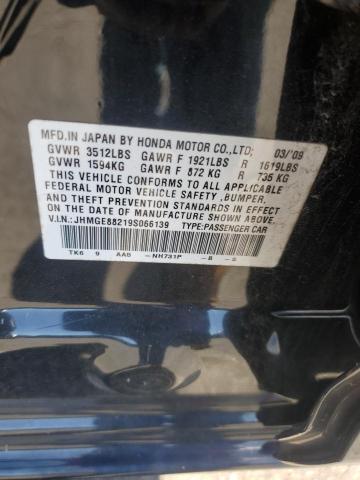 MFD.IN JAPAN BY HONDA MOTOR CO.,LTD. 03/'09
GVWR 3512LBS GAWR F 1921LBS R 1619LBS
GVWR 1594KG GAWR F 872 KG R 735 KG
THIS VEHICLE CONFORMS TO ALL APPLICABLE
FEDERAL MOTOR VEHICLE SAFETY ,BUMPER,
AND THEFT PREVENTION STANDARDS IN EFFECT
ON THE DATE OF MANUFACTURE SHOWN ABOVE.
V.I.N.: JHMGE88219S066139 TYPE:PASSENGER CAR
TK6 9 AAB -NH731P -B -S